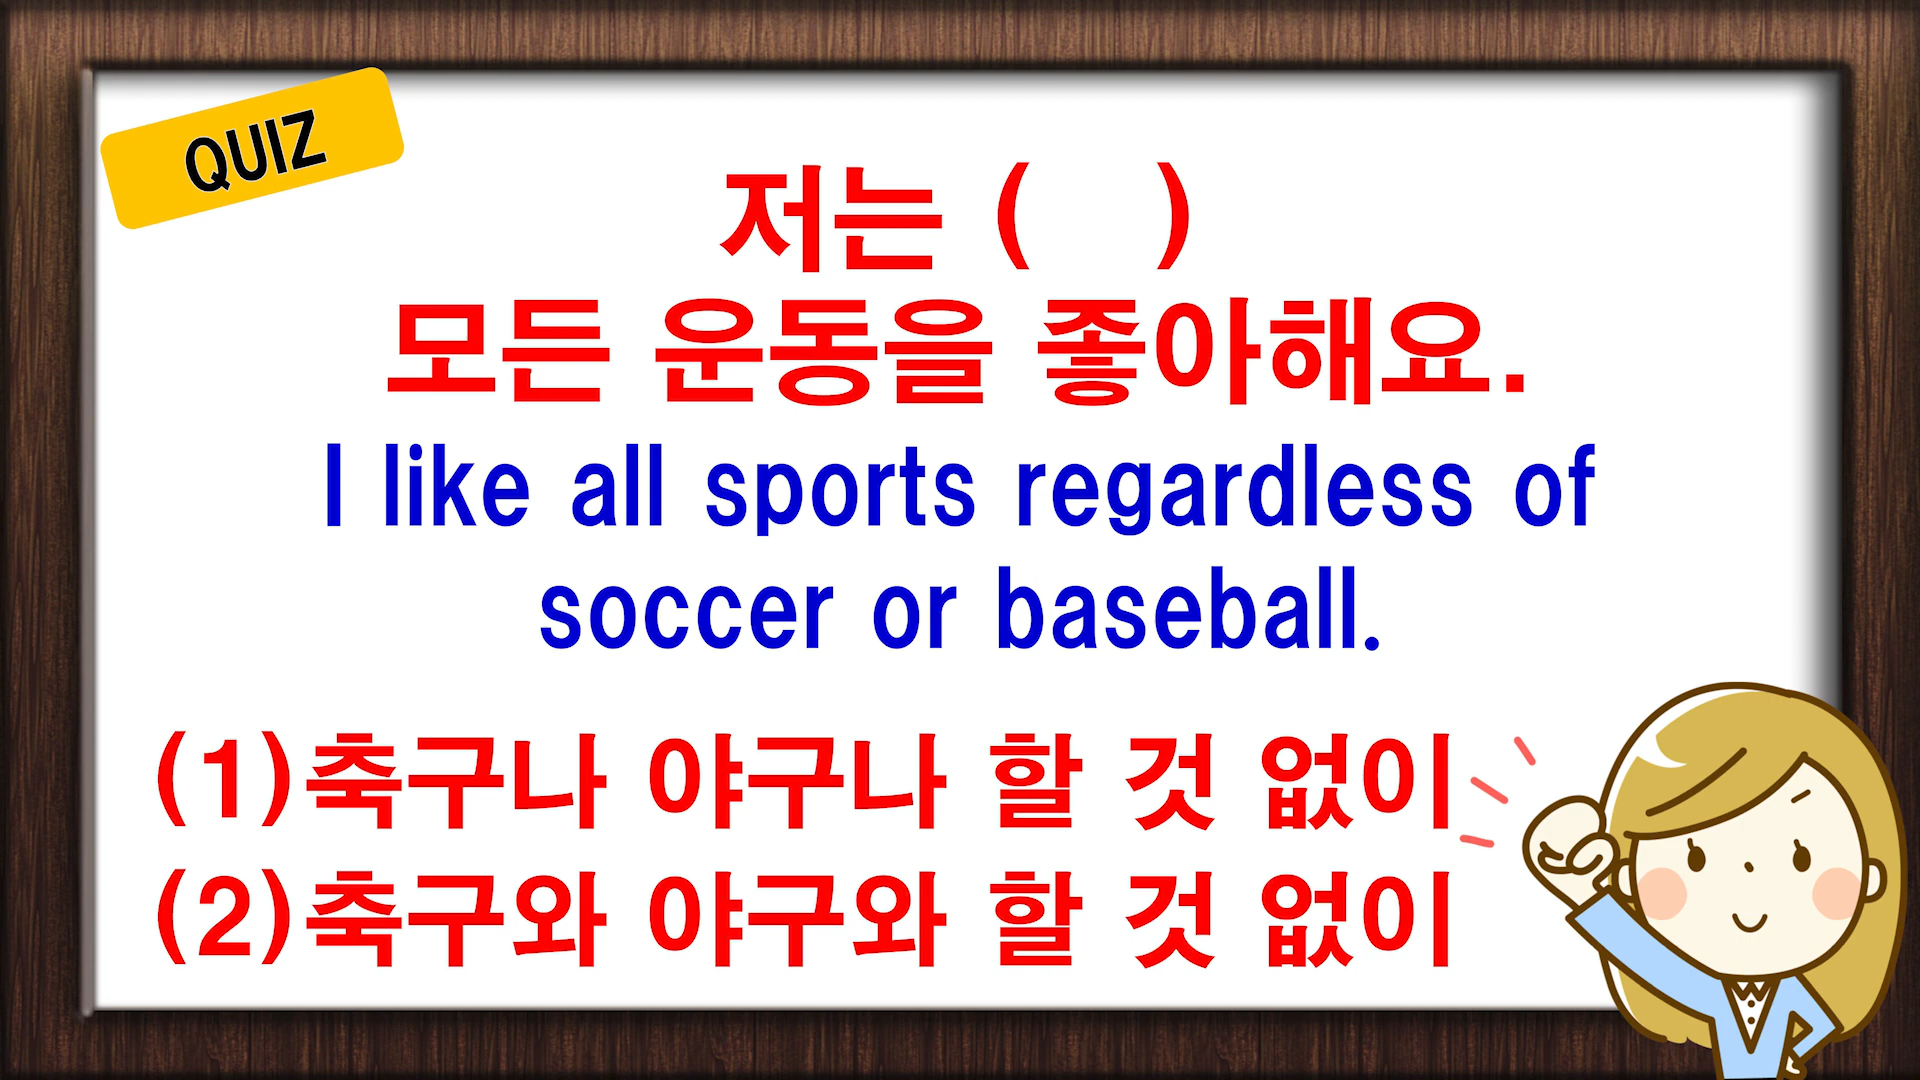 QUIZ
저는 (   )
모든 운동을 좋아해요.
I like all sports regardless of
soccer or baseball.
(1)축구나 야구나 할 것 없이
(2)축구와 야구와 할 것 없이